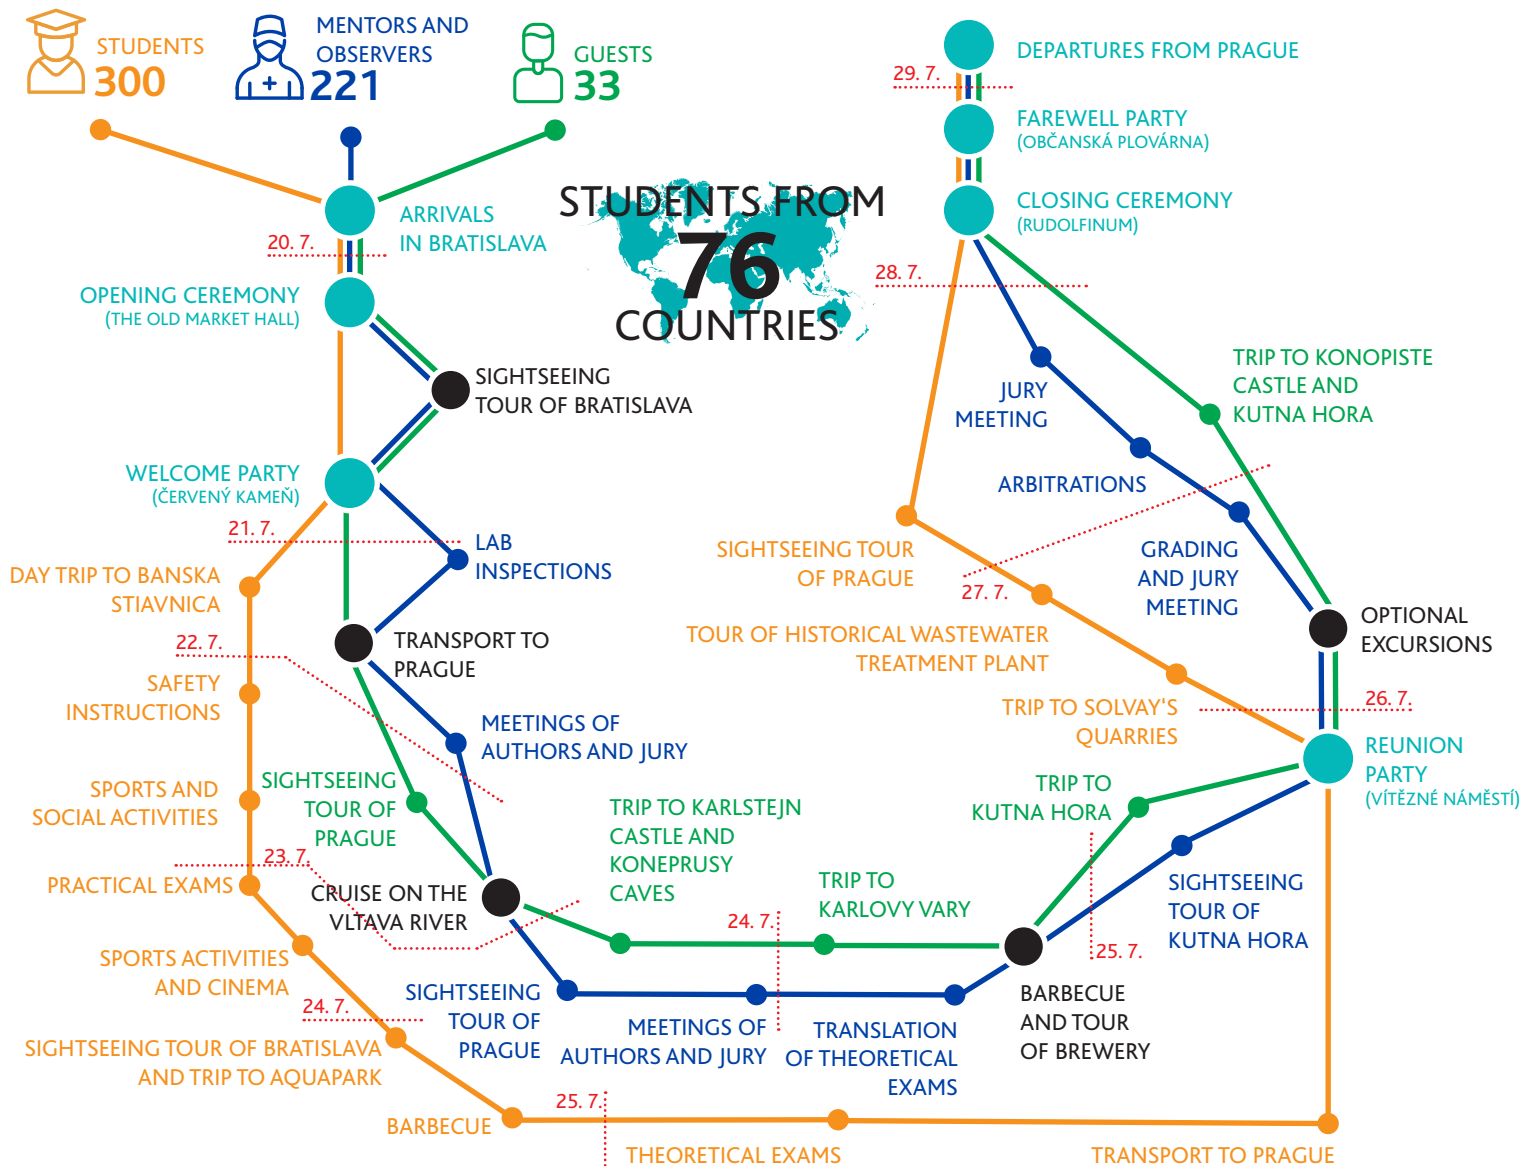 STUDENTS
300
MENTORS AND
OBSERVERS
221
GUESTS
33
ARRIVALS
IN BRATISLAVA
20. 7.
OPENING CEREMONY
(THE OLD MARKET HALL)
SIGHTSEEING
TOUR OF BRATISLAVA
WELCOME PARTY
(ČERVENÝ KAMEŇ)
21. 7.
LAB
INSPECTIONS
DAY TRIP TO BANSKA
STIAVNICA
22. 7.
TRANSPORT TO
PRAGUE
SAFETY
INSTRUCTIONS
MEETINGS OF
AUTHORS AND JURY
SPORTS AND
SOCIAL ACTIVITIES
SIGHTSEEING
TOUR OF
PRAGUE
23. 7.
PRACTICAL EXAMS
CRUISE ON THE
VLTAVA RIVER
SPORTS ACTIVITIES
AND CINEMA
24. 7.
SIGHTSEEING TOUR OF BRATISLAVA
AND TRIP TO AQUAPARK
BARBECUE
25. 7.
THEORETICAL EXAMS
TRANSPORT TO PRAGUE
SIGHTSEEING
TOUR OF
PRAGUE
MEETINGS OF
AUTHORS AND JURY
TRANSLATION
OF THEORETICAL
EXAMS
TRIP TO KARLSTEJN
CASTLE AND
KONEPRUSY
CAVES
24. 7.
TRIP TO
KARLOVY VARY
BARBECUE
AND TOUR
OF BREWERY
25. 7.
TRIP TO
KUTNA HORA
SIGHTSEEING
TOUR OF
KUTNA HORA
REUNION
PARTY
(VÍTĚZNÉ NÁMĚSTÍ)
26. 7.
OPTIONAL
EXCURSIONS
TRIP TO SOLVAY'S
QUARRIES
TOUR OF HISTORICAL WASTEWATER
TREATMENT PLANT
27. 7.
SIGHTSEEING TOUR
OF PRAGUE
GRADING
AND JURY
MEETING
ARBITRATIONS
JURY
MEETING
TRIP TO KONOPISTE
CASTLE AND
KUTNA HORA
28. 7.
CLOSING CEREMONY
(RUDOLFINUM)
FAREWELL PARTY
(OBČANSKÁ PLOVÁRNA)
29. 7.
DEPARTURES FROM PRAGUE
STUDENTS FROM
76
COUNTRIES